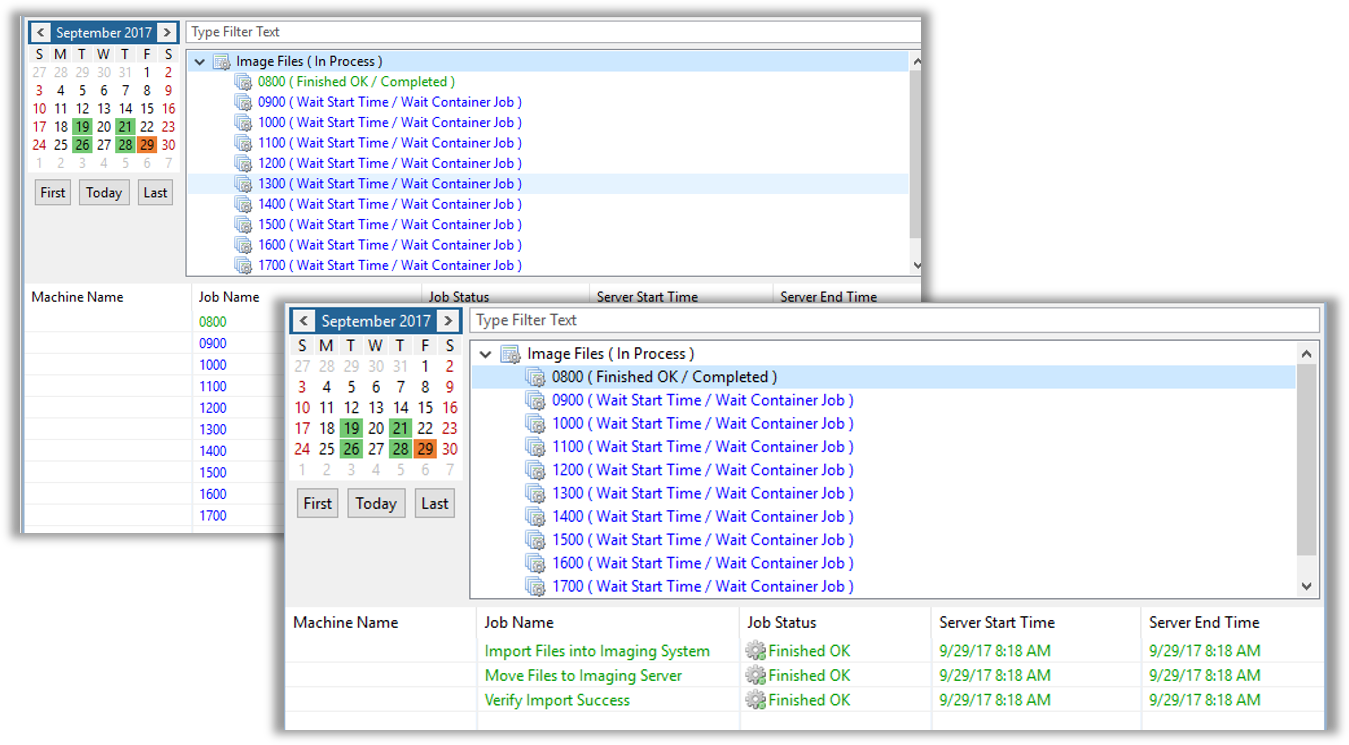 < September 2017 > Type Filter Text
S M T W T F S Image Files ( In Process )
27 28 29 30 31 1 2 0800 ( Finished OK / Completed )
3 4 5 6 7 8 9 0900 ( Wait Start Time / Wait Container Job )
10 11 12 13 14 15 16 1000 ( Wait Start Time / Wait Container Job )
17 18 19 20 21 22 23 1100 ( Wait Start Time / Wait Container Job )
24 25 26 27 28 29 30 1200 ( Wait Start Time / Wait Container Job )
1 2 3 4 5 6 7 1300 ( Wait Start Time / Wait Container Job )
First Today Last 1400 ( Wait Start Time / Wait Container Job )
1500 ( Wait Start Time / Wait Container Job )
1600 ( Wait Start Time / Wait Container Job )
1700 ( Wait Start Time / Wait Container Job )
Machine Name Job Name Job Status Server Start Time Server End Time
0800
0900
1000
1100
1200
1300
1400
1500
1600
1700
< September 2017 > Type Filter Text
S M T W T F S Image Files ( In Process )
27 28 29 30 31 1 2 0800 ( Finished OK / Completed )
3 4 5 6 7 8 9 0900 ( Wait Start Time / Wait Container Job )
10 11 12 13 14 15 16 1000 ( Wait Start Time / Wait Container Job )
17 18 19 20 21 22 23 1100 ( Wait Start Time / Wait Container Job )
24 25 26 27 28 29 30 1200 ( Wait Start Time / Wait Container Job )
1 2 3 4 5 6 7 1300 ( Wait Start Time / Wait Container Job )
First Today Last 1400 ( Wait Start Time / Wait Container Job )
1500 ( Wait Start Time / Wait Container Job )
1600 ( Wait Start Time / Wait Container Job )
1700 ( Wait Start Time / Wait Container Job )
Machine Name Job Name Job Status Server Start Time Server End Time
Import Files into Imaging System Finished OK 9/29/17 8:18 AM 9/29/17 8:18 AM
Move Files to Imaging Server Finished OK 9/29/17 8:18 AM 9/29/17 8:18 AM
Verify Import Success Finished OK 9/29/17 8:18 AM 9/29/17 8:18 AM